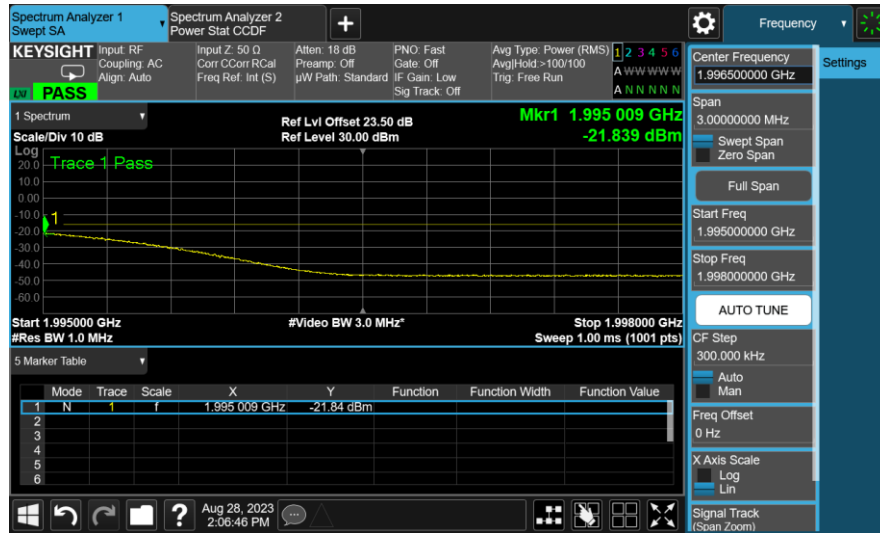 Spectrum Analyzer 1
Swept SA
Spectrum Analyzer 2
Power Stat CCDF
+
Frequency
KEYSIGHT
Input: RF
Coupling: AC
Align: Auto
Input Z: 50 Ω
Corr CCorr RCal
Freq Ref: Int (S)
Atten: 18 dB
Preamp: Off
µW Path: Standard
PNO: Fast
Gate: Off
IF Gain: Low
Sig Track: Off
Avg Type: Power (RMS)
Avg|Hold:>100/100
Trig: Free Run
1 2 3 4 5 6
A W W W W W
A N N N N N
LXI
PASS
1 Spectrum
Scale/Div 10 dB
Ref Lvl Offset 23.50 dB
Ref Level 30.00 dBm
Mkr1 1.995 009 GHz
-21.839 dBm
Log
Trace 1 Pass
20.0
10.0
0.00
-10.0
1
-20.0
-30.0
-40.0
-50.0
-60.0
Start 1.995000 GHz
#Res BW 1.0 MHz
#Video BW 3.0 MHz*
Stop 1.998000 GHz
Sweep 1.00 ms (1001 pts)
5 Marker Table
Mode Trace Scale X Y Function Function Width Function Value
1 N 1 f 1.995 009 GHz -21.84 dBm
2
3
4
5
6
Center Frequency
1.996500000 GHz
Span
3.00000000 MHz
Swept Span
Zero Span
Full Span
Start Freq
1.995000000 GHz
Stop Freq
1.998000000 GHz
AUTO TUNE
CF Step
300.000 kHz
Auto
Man
Freq Offset
0 Hz
X Axis Scale
Log
Lin
Signal Track
(Span Zoom)
Settings
?
Aug 28, 2023
2:06:46 PM